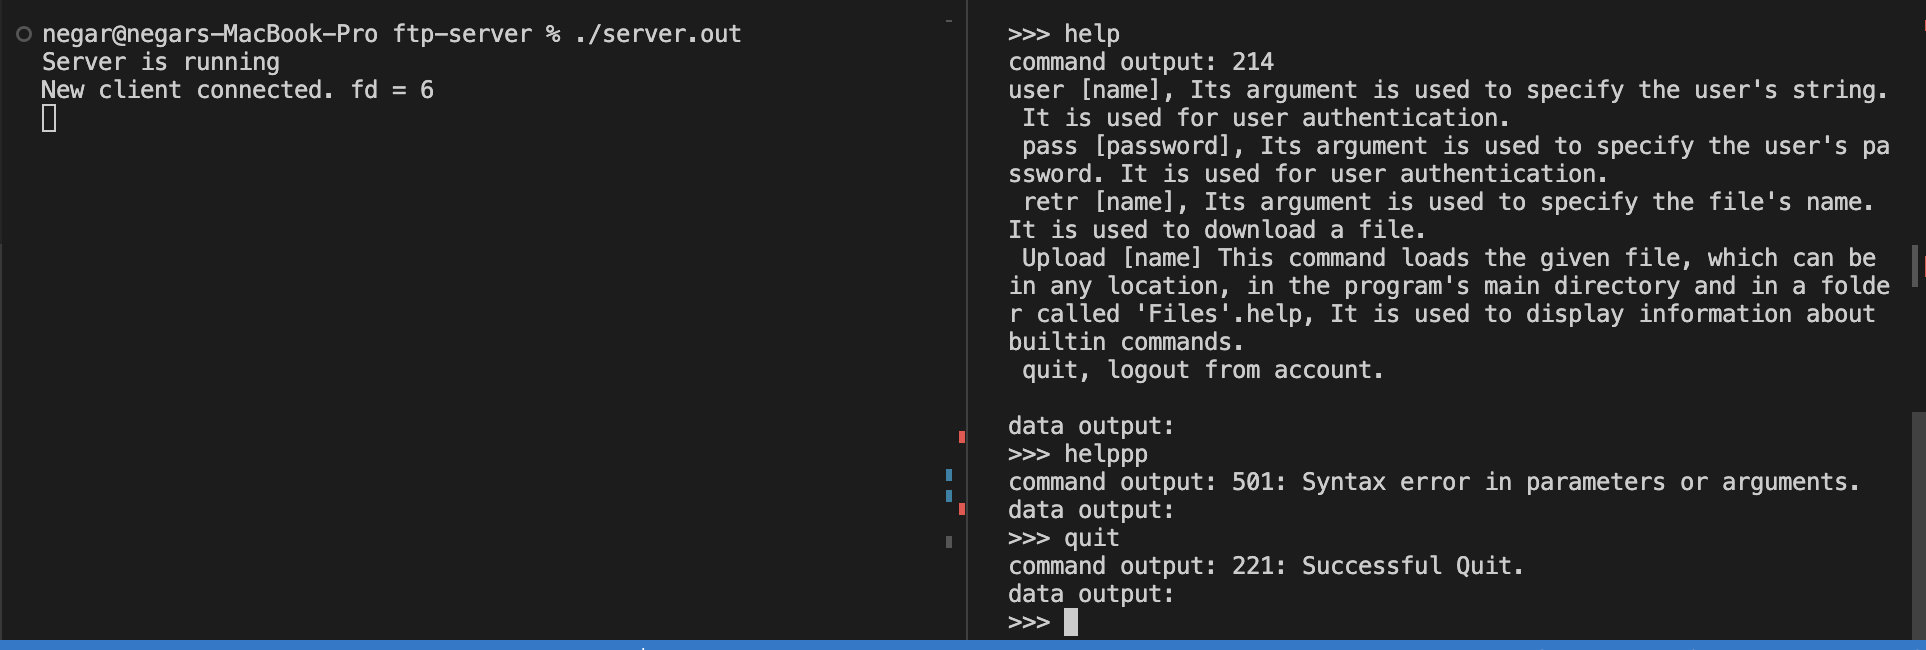 negar@negars-MacBook-Pro ftp-server % ./server.out
Server is running
New client connected. fd = 6
>>> help
command output: 214
user [name], Its argument is used to specify the user's string.
 It is used for user authentication.
 pass [password], Its argument is used to specify the user's pa
ssword. It is used for user authentication.
 retr [name], Its argument is used to specify the file's name.
It is used to download a file.
 Upload [name] This command loads the given file, which can be
in any location, in the program's main directory and in a folde
r called 'Files'.help, It is used to display information about
builtin commands.
 quit, logout from account.
data output:
>>> helppp
command output: 501: Syntax error in parameters or arguments.
data output:
>>> quit
command output: 221: Successful Quit.
data output:
>>>